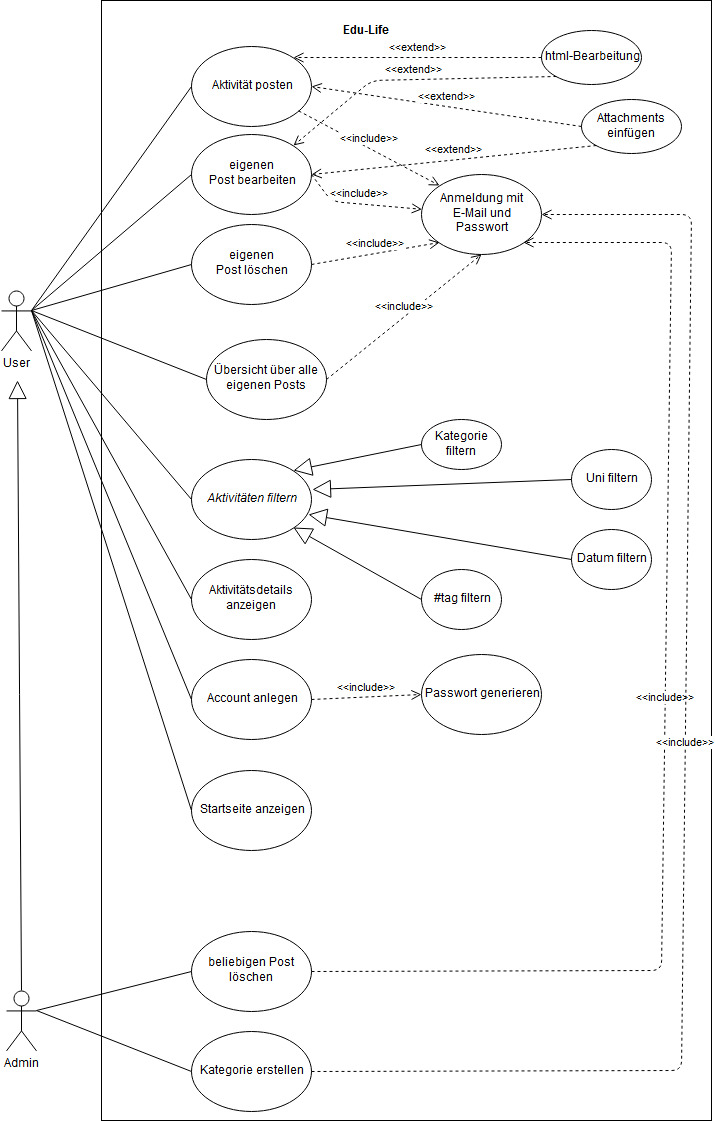 Edu-Life
<<extend>>
html-Bearbeitung
<<extend>>
Aktivität posten
<<extend>>
Attachments
einfügen
<<include>>
<<extend>>
eigenen
Post bearbeiten
<<include>>
Anmeldung mit
E-Mail und
Passwort
<<include>>
eigenen
Post löschen
<<include>>
User
Übersicht über alle
eigenen Posts
Kategorie
filtern
Uni filtern
Aktivitäten filtern
Datum filtern
Aktivitätsdetails
anzeigen
#tag filtern
<<include>>
Account anlegen
Passwort generieren
<<include>>
<<include>>
Startseite anzeigen
beliebigen Post
löschen
Admin
Kategorie erstellen